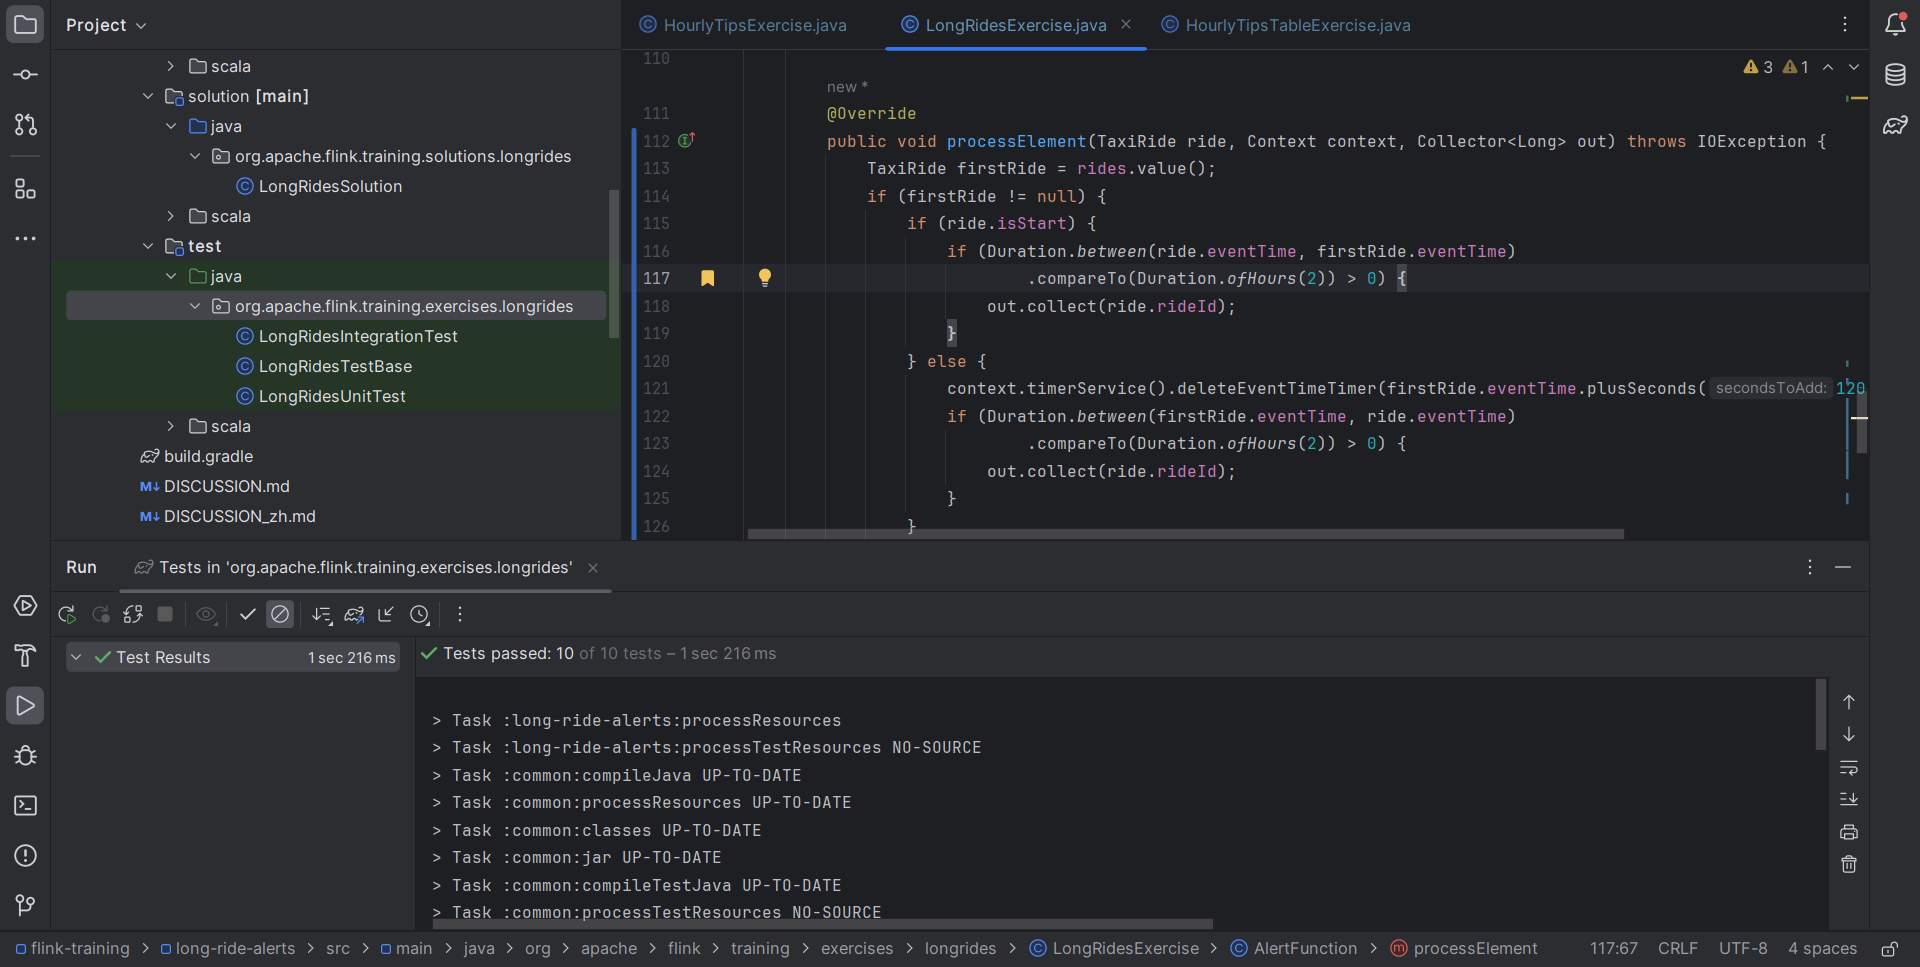 Project
scala
solution [main]
java
org.apache.flink.training.solutions.longrides
LongRidesSolution
scala
test
java
org.apache.flink.training.exercises.longrides
LongRidesIntegrationTest
LongRidesTestBase
LongRidesUnitTest
scala
build.gradle
M↓ DISCUSSION.md
M↓ DISCUSSION_zh.md
HourlyTipsExercise.java
LongRidesExercise.java
HourlyTipsTableExercise.java
3 1
110
new *
111 @Override
112 public void processElement(TaxiRide ride, Context context, Collector<Long> out) throws IOException {
113 TaxiRide firstRide = rides.value();
114 if (firstRide != null) {
115 if (ride.isStart) {
116 if (Duration.between(ride.eventTime, firstRide.eventTime)
117 .compareTo(Duration.ofHours(2)) > 0) {
118 out.collect(ride.rideId);
119 }
120 } else {
121 context.timerService().deleteEventTimeTimer(firstRide.eventTime.plusSeconds( secondsToAdd: 120
122 if (Duration.between(firstRide.eventTime, ride.eventTime)
123 .compareTo(Duration.ofHours(2)) > 0) {
124 out.collect(ride.rideId);
125 }
126 }
Run
Tests in 'org.apache.flink.training.exercises.longrides'
Test Results 1 sec 216 ms
Tests passed: 10 of 10 tests – 1 sec 216 ms
> Task :long-ride-alerts:processResources
> Task :long-ride-alerts:processTestResources NO-SOURCE
> Task :common:compileJava UP-TO-DATE
> Task :common:processResources UP-TO-DATE
> Task :common:classes UP-TO-DATE
> Task :common:jar UP-TO-DATE
> Task :common:compileTestJava UP-TO-DATE
> Task :common:processTestResources NO-SOURCE
flink-training > long-ride-alerts > src > main > java > org > apache > flink > training > exercises > longrides > LongRidesExercise > AlertFunction > processElement
117:67 CRLF UTF-8 4 spaces